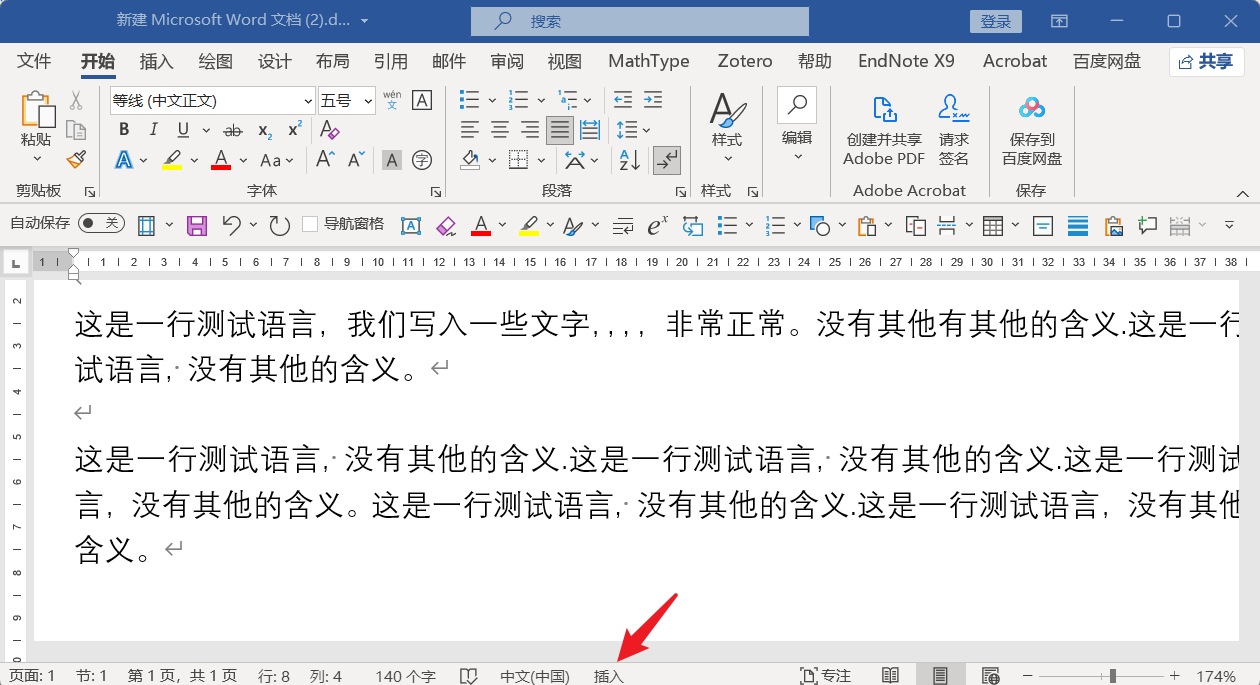 新建 Microsoft Word 文档 (2).d...
搜索
登录
文件 开始 插入 绘图 设计 布局 引用 邮件 审阅 视图 MathType Zotero 帮助 EndNote X9 Acrobat 百度网盘 共享
等线 (中文正文) 五号 wén 文 A
粘贴 B I U ab x₂ x² A
A A Aa A A A 字
样式 编辑 创建并共享 Adobe PDF 请求 签名 保存到 百度网盘
剪贴板 字体 段落 样式 Adobe Acrobat 保存
自动保存 关 导航窗格
1 1 2 3 4 5 6 7 8 9 10 11 12 13 14 15 16 17 18 19 20 21 22 23 24 25 26 27 28 29 30 31 32 33 34 35 36 37 38
2 3 4 5 6 7 8 9
这是一行测试语言，我们写入一些文字,,,，非常正常。没有其他有其他的含义.这是一行
试语言, 没有其他的含义。
这是一行测试语言, 没有其他的含义.这是一行测试语言, 没有其他的含义.这是一行测试
言，没有其他的含义。这是一行测试语言, 没有其他的含义.这是一行测试语言，没有其他
含义。
页面: 1 节: 1 第 1 页，共 1 页 行: 8 列: 4 140 个字 中文(中国) 插入 专注 174%